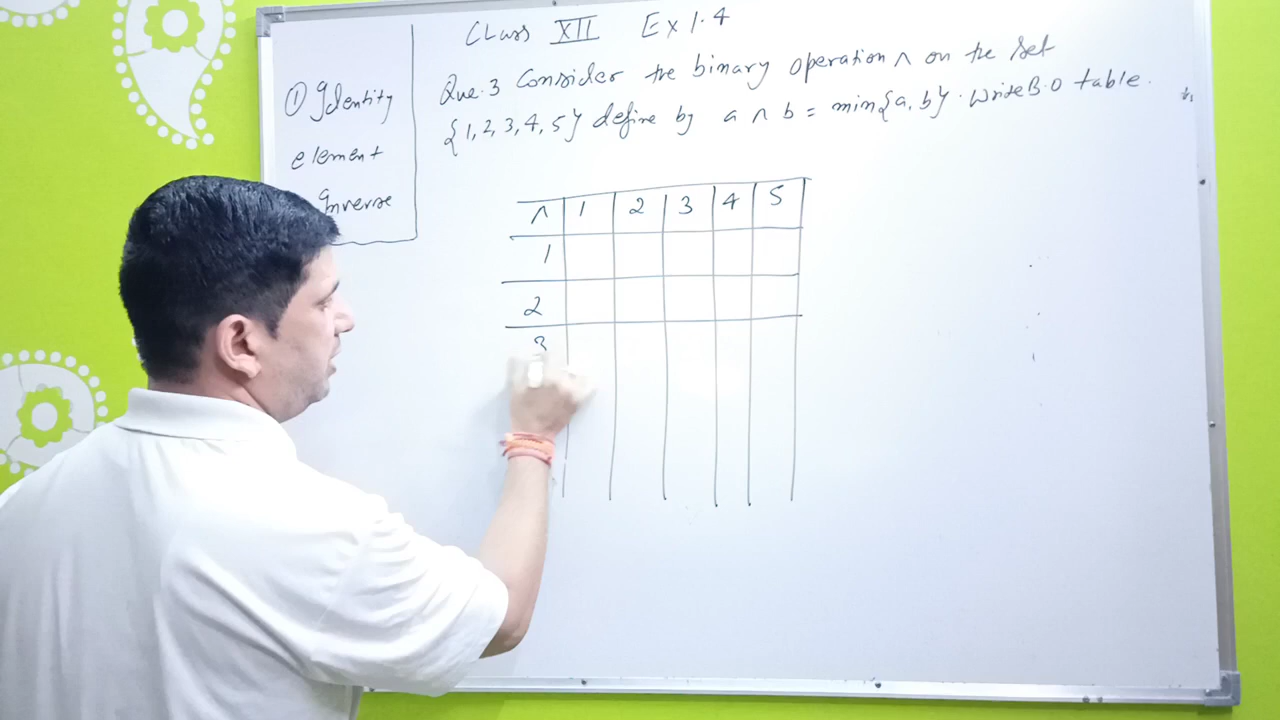 Class XII Ex 1.4
① Identity
element
Inverse
Que.3 Consider the binary operation ∧ on the set
{1,2,3,4,5} define by a ∧ b = min{a, b}. Write B.O table.
∧ 1 2 3 4 5
1
2
3